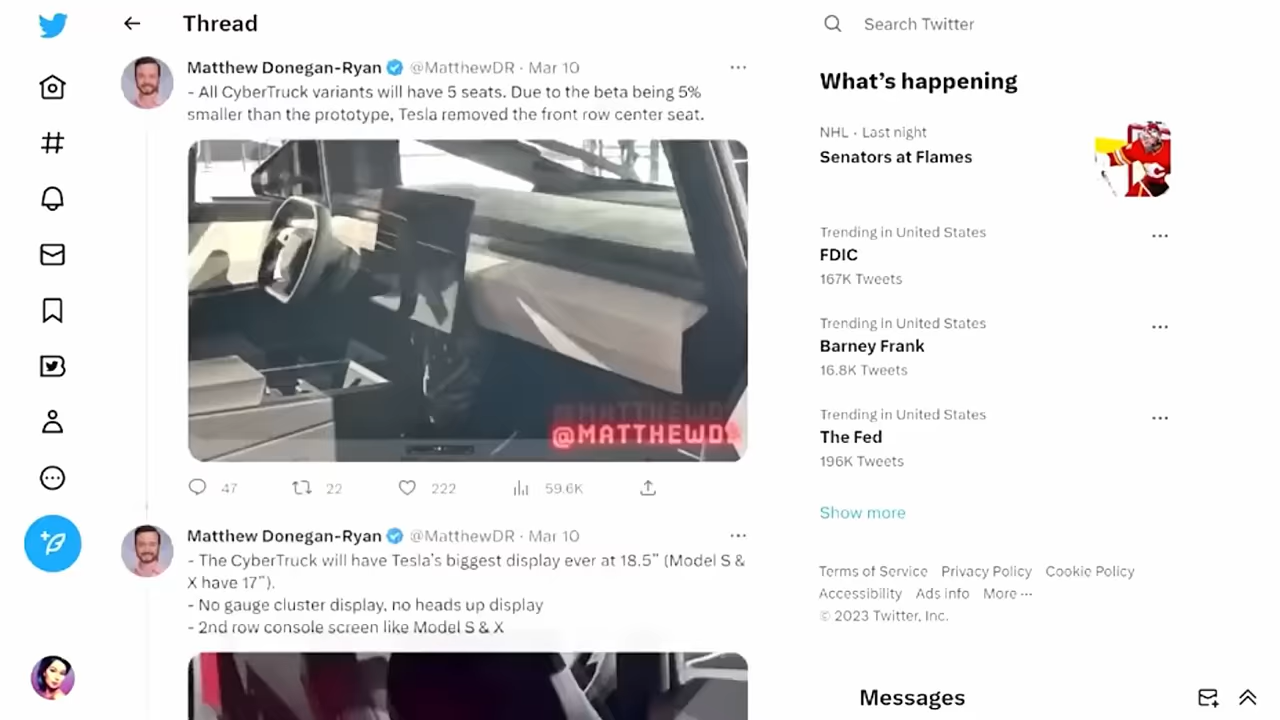 Thread
Search Twitter
Matthew Donegan-Ryan @MatthewDR · Mar 10
- All CyberTruck variants will have 5 seats. Due to the beta being 5%
smaller than the prototype, Tesla removed the front row center seat.
@MATTHEWD
47 22 222 59.6K
Matthew Donegan-Ryan @MatthewDR · Mar 10
- The CyberTruck will have Tesla's biggest display ever at 18.5" (Model S &
X have 17").
- No gauge cluster display, no heads up display
- 2nd row console screen like Model S & X
What's happening
NHL · Last night
Senators at Flames
Trending in United States
FDIC
167K Tweets
Trending in United States
Barney Frank
16.8K Tweets
Trending in United States
The Fed
196K Tweets
Show more
Terms of Service Privacy Policy Cookie Policy
Accessibility Ads info More ···
© 2023 Twitter, Inc.
Messages